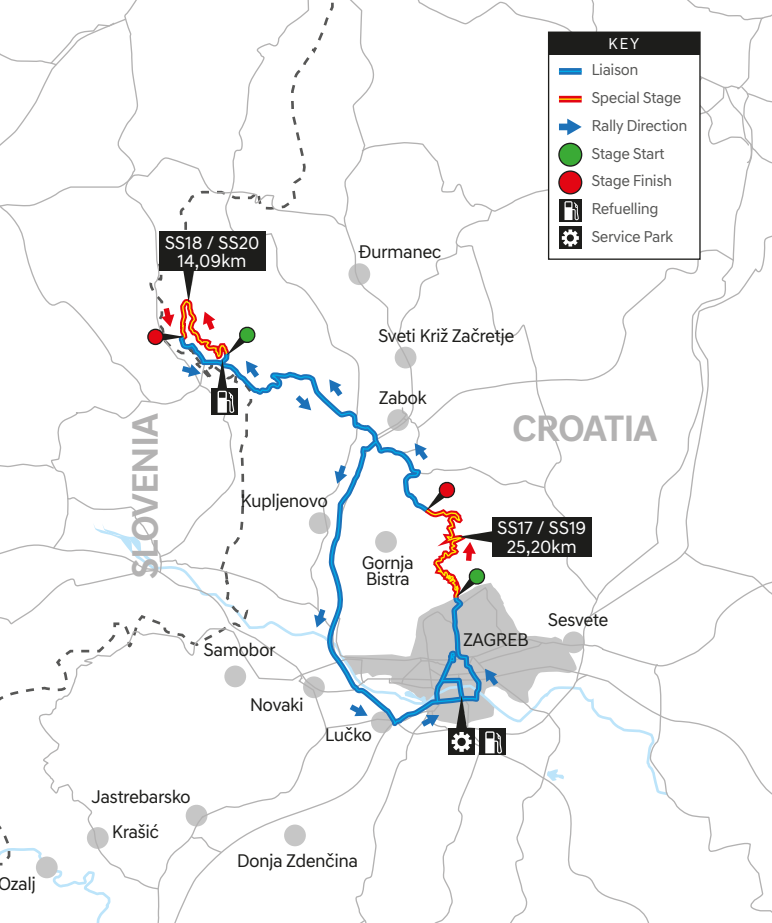 KEY
Liaison
Special Stage
Rally Direction
Stage Start
Stage Finish
Refuelling
Service Park
SS18 / SS20
14,09km
Đurmanec
Sveti Križ Začretje
Zabok
CROATIA
SLOVENIA
Kupljenovo
SS17 / SS19
25,20km
Gornja
Bistra
Sesvete
ZAGREB
Samobor
Novaki
Lučko
Jastrebarsko
Krašić
Donja Zdenčina
Ozalj